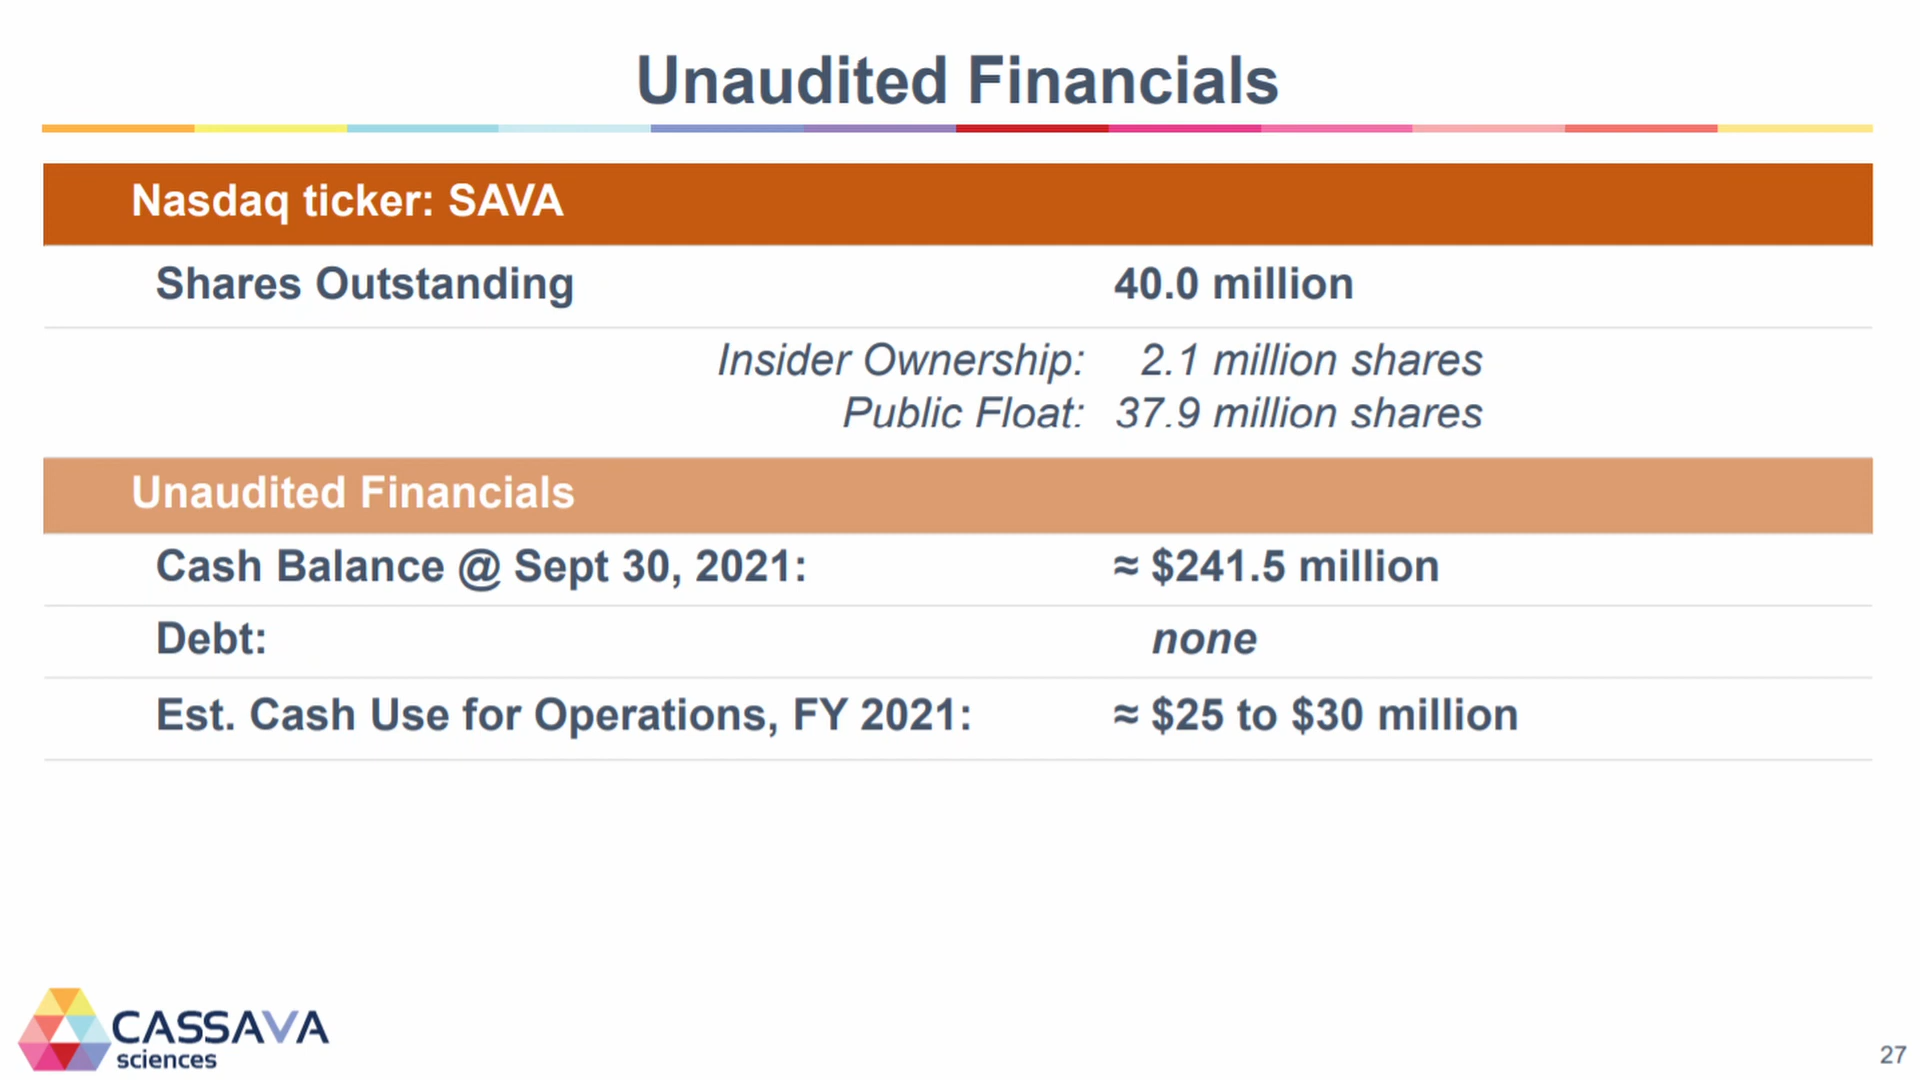 Unaudited Financials
Nasdaq ticker: SAVA
Shares Outstanding 40.0 million
Insider Ownership: 2.1 million shares
Public Float: 37.9 million shares
Unaudited Financials
Cash Balance @ Sept 30, 2021: ≈ $241.5 million
Debt: none
Est. Cash Use for Operations, FY 2021: ≈ $25 to $30 million
CASSAVA
sciences
27